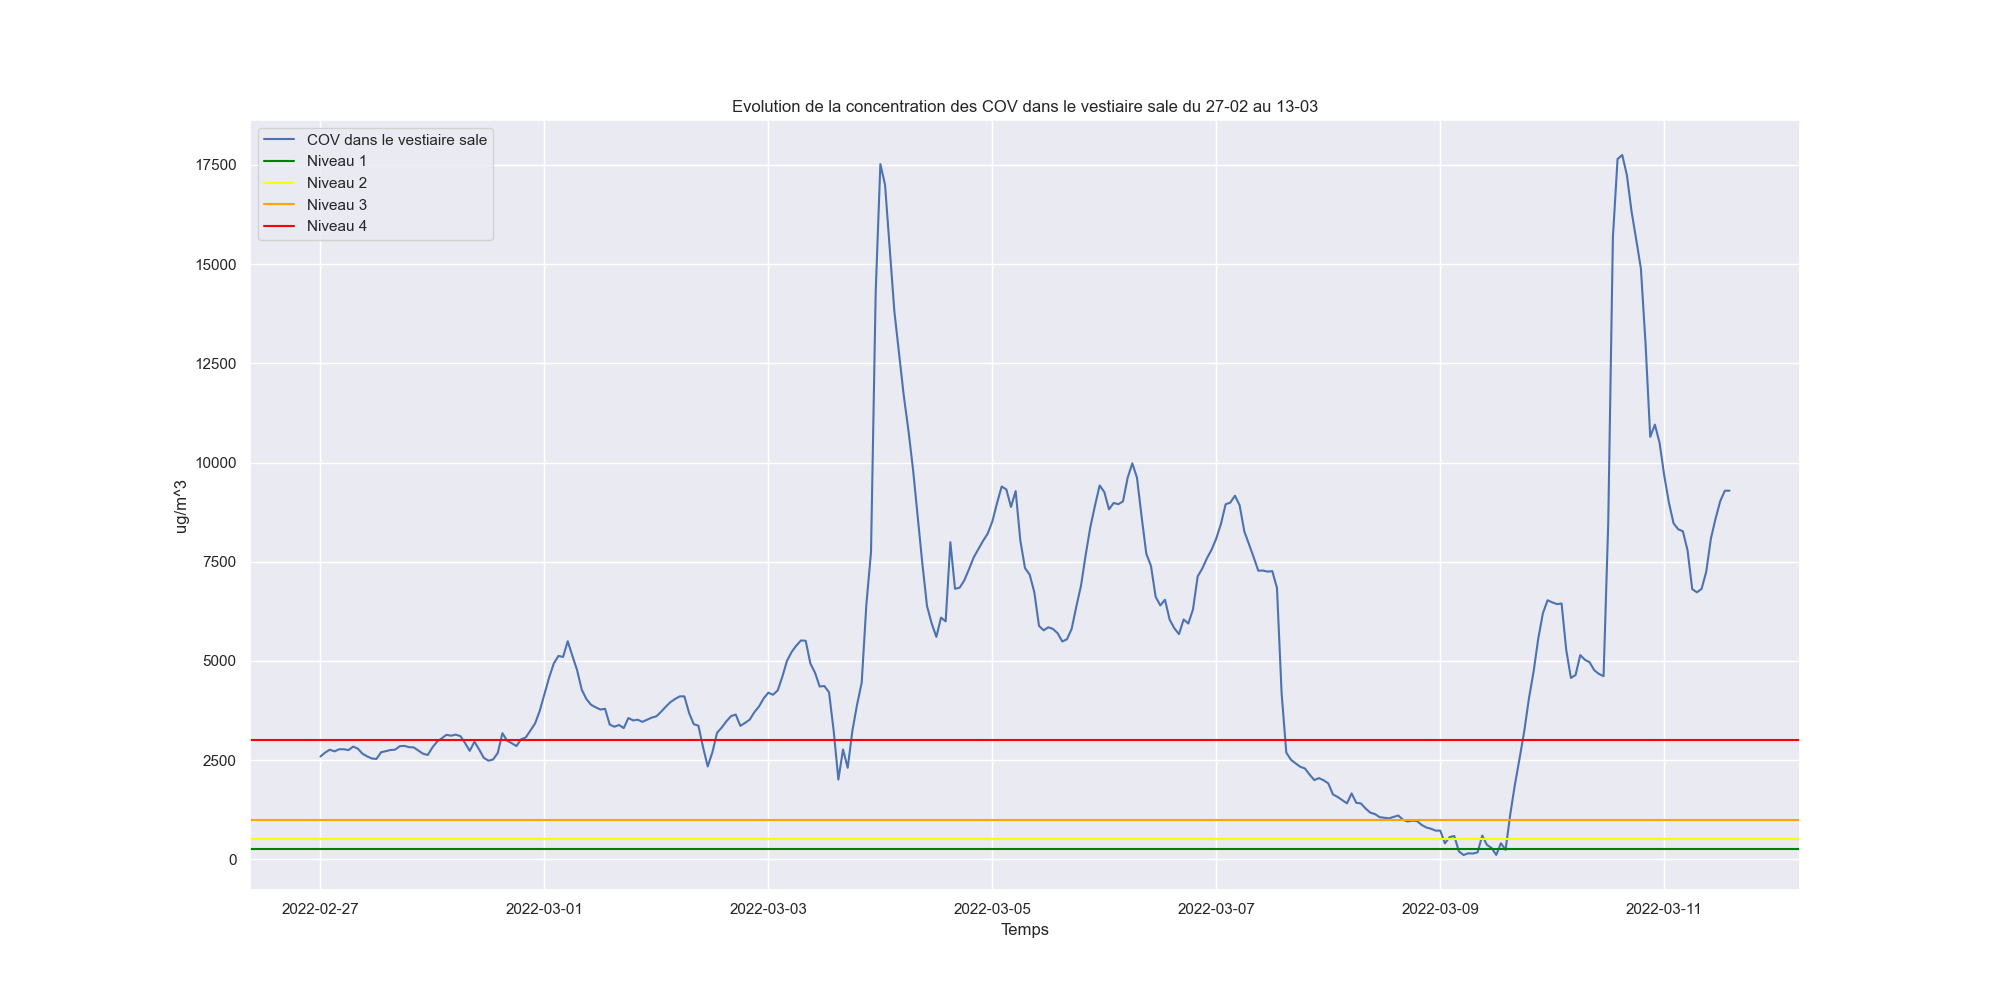 Evolution de la concentration des COV dans le vestiaire sale du 27-02 au 13-03
COV dans le vestiaire sale
Niveau 1
Niveau 2
Niveau 3
Niveau 4
17500
15000
12500
10000
7500
5000
2500
0
ug/m^3
2022-02-27 2022-03-01 2022-03-03 2022-03-05 2022-03-07 2022-03-09 2022-03-11
Temps